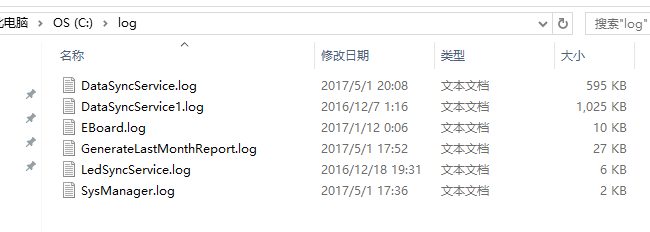 电脑 › OS (C:) › log
搜索"log"
名称 修改日期 类型 大小
DataSyncService.log 2017/5/1 20:08 文本文档 595 KB
DataSyncService1.log 2016/12/7 1:16 文本文档 1,025 KB
EBoard.log 2017/1/12 0:06 文本文档 10 KB
GenerateLastMonthReport.log 2017/5/1 17:52 文本文档 27 KB
LedSyncService.log 2016/12/18 19:31 文本文档 6 KB
SysManager.log 2017/5/1 17:36 文本文档 2 KB